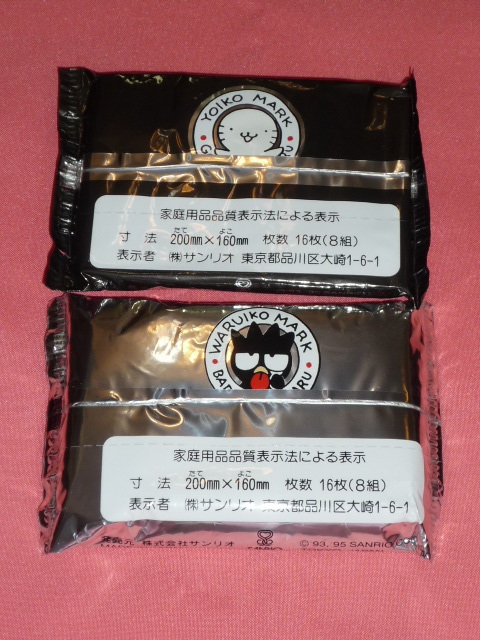 YOIKO MARK
家庭用品品質表示法による表示
たて よこ
寸 法 200mm×160mm 枚数 16枚(8組)
表示者 ㈱サンリオ 東京都品川区大崎1-6-1
WARUIKO MARK
家庭用品品質表示法による表示
たて よこ
寸 法 200mm×160mm 枚数 16枚(8組)
表示者 ㈱サンリオ 東京都品川区大崎1-6-1
発売元 株式会社サンリオ
© '93, '95 SANRIO